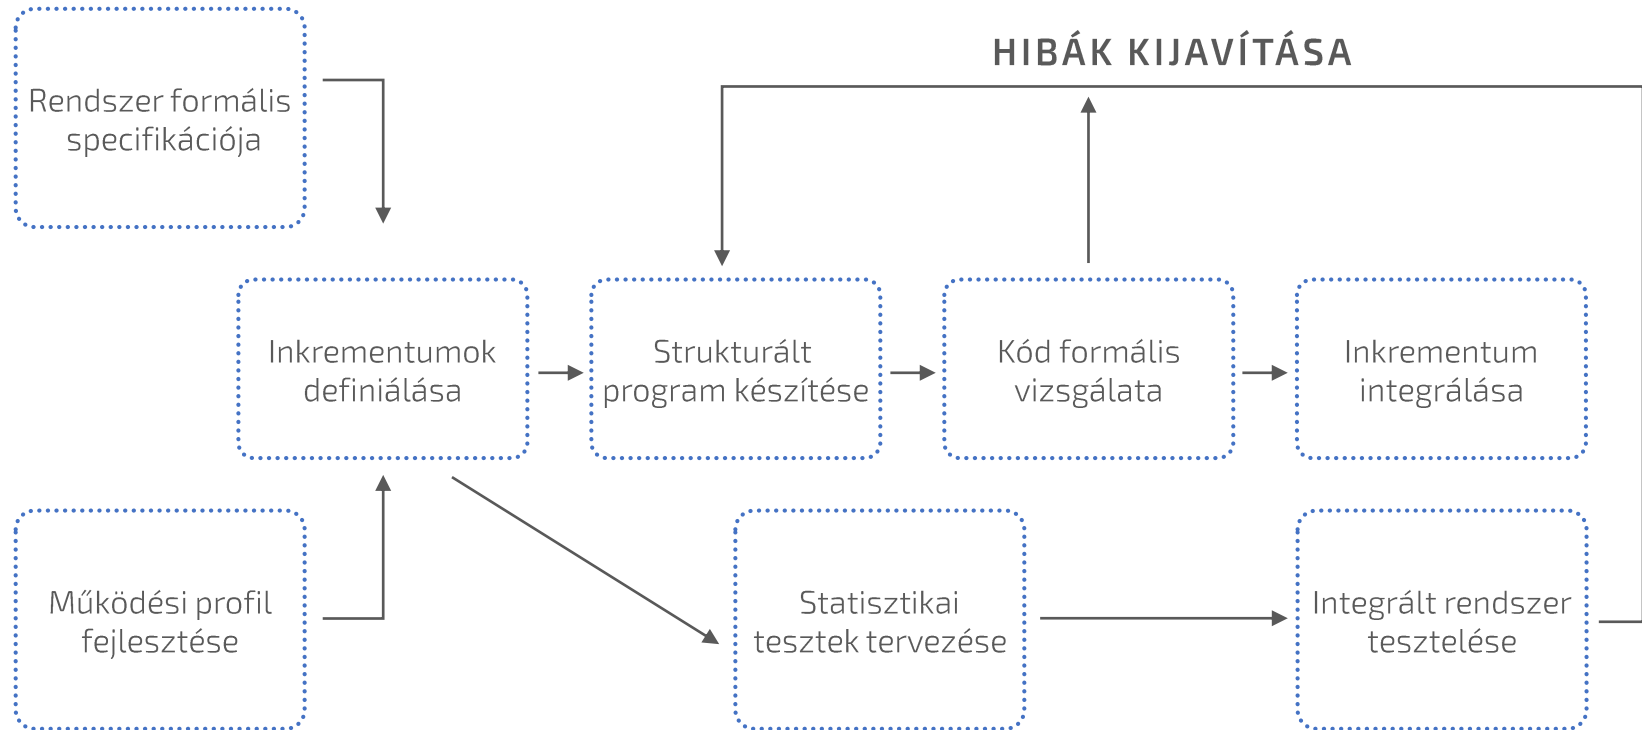 HIBÁK KIJAVÍTÁSA
Rendszer formális
specifikációja
Inkrementumok
definiálása
Strukturált
program készítése
Kód formális
vizsgálata
Inkrementum
integrálása
Működési profil
fejlesztése
Statisztikai
tesztek tervezése
Integrált rendszer
tesztelése